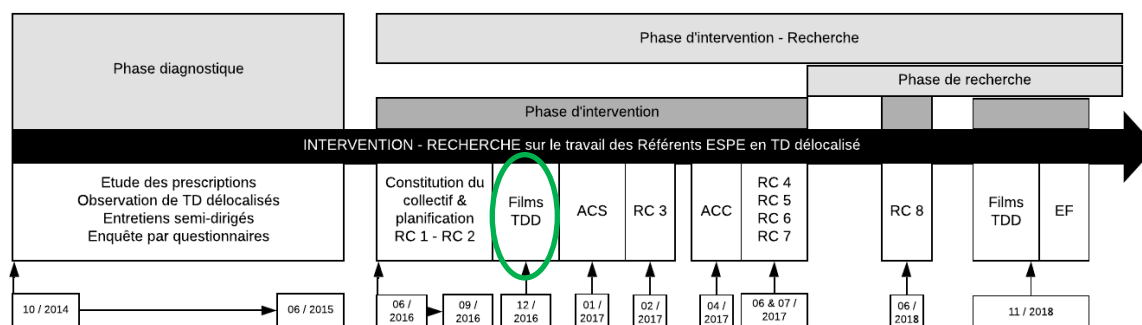 Phase diagnostique
Phase d'intervention - Recherche
Phase de recherche
Phase d'intervention
INTERVENTION - RECHERCHE sur le travail des Référents ESPE en TD délocalisé
Etude des prescriptions
Observation de TD délocalisés
Entretiens semi-dirigés
Enquête par questionnaires
Constitution du
collectif &
planification
RC 1 - RC 2
Films
TDD
ACS
RC 3
ACC
RC 4
RC 5
RC 6
RC 7
RC 8
Films
TDD
EF
10 / 2014
06 / 2015
06 /
2016
09 /
2016
12 /
2016
01 /
2017
02 /
2017
04 /
2017
06 & 07 /
2017
06 /
2018
11 / 2018